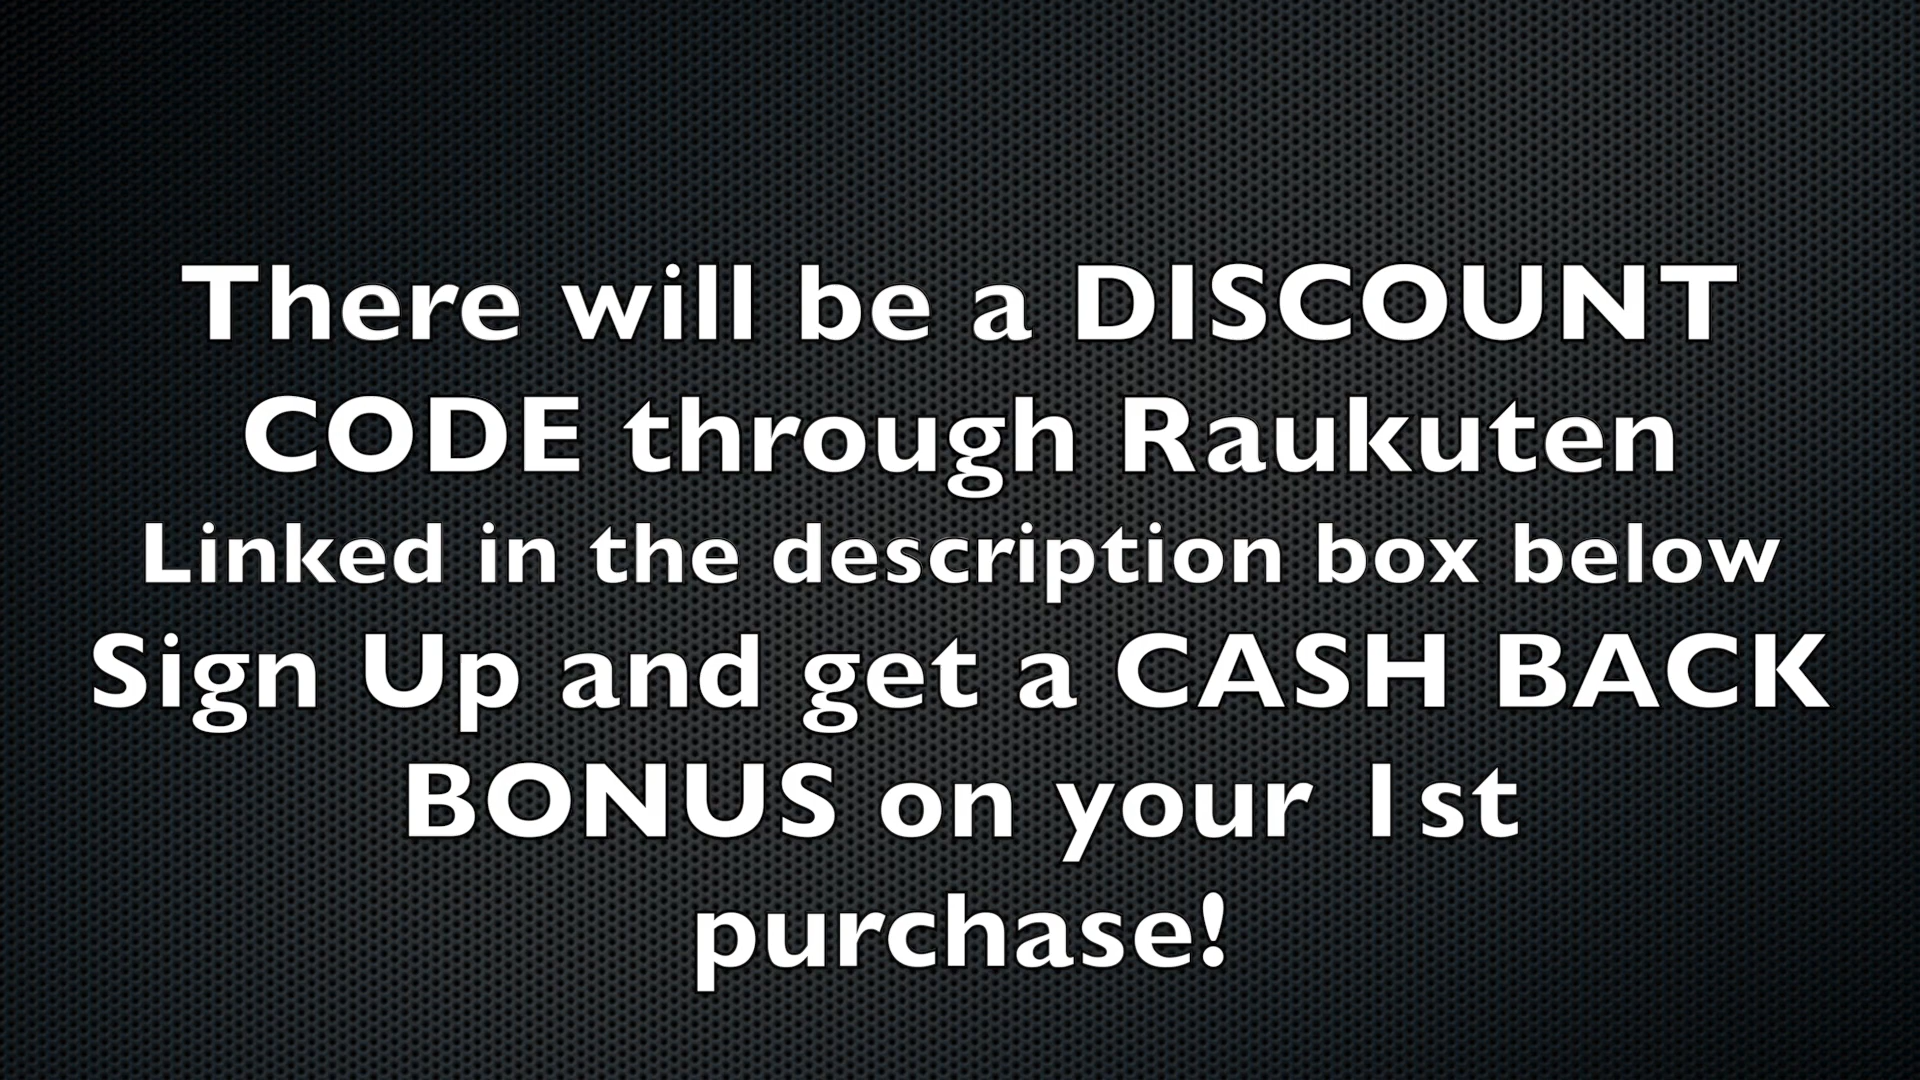 There will be a DISCOUNT
CODE through Raukuten
Linked in the description box below
Sign Up and get a CASH BACK
BONUS on your 1st
purchase!